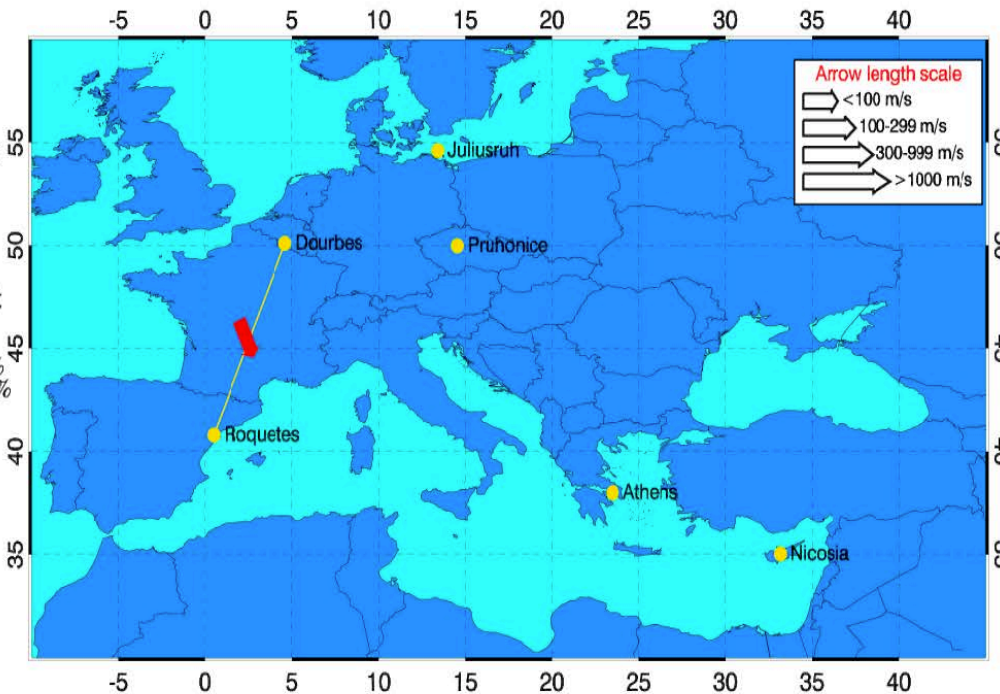 -5 0 5 10 15 20 25 30 35 40
Arrow length scale
<100 m/s
100-299 m/s
300-999 m/s
>1000 m/s
55
Juliusruh
50
Dourbes
Pruhonice
45
%
Roquetes
40
Athens
35
Nicosia
-5 0 5 10 15 20 25 30 35 40